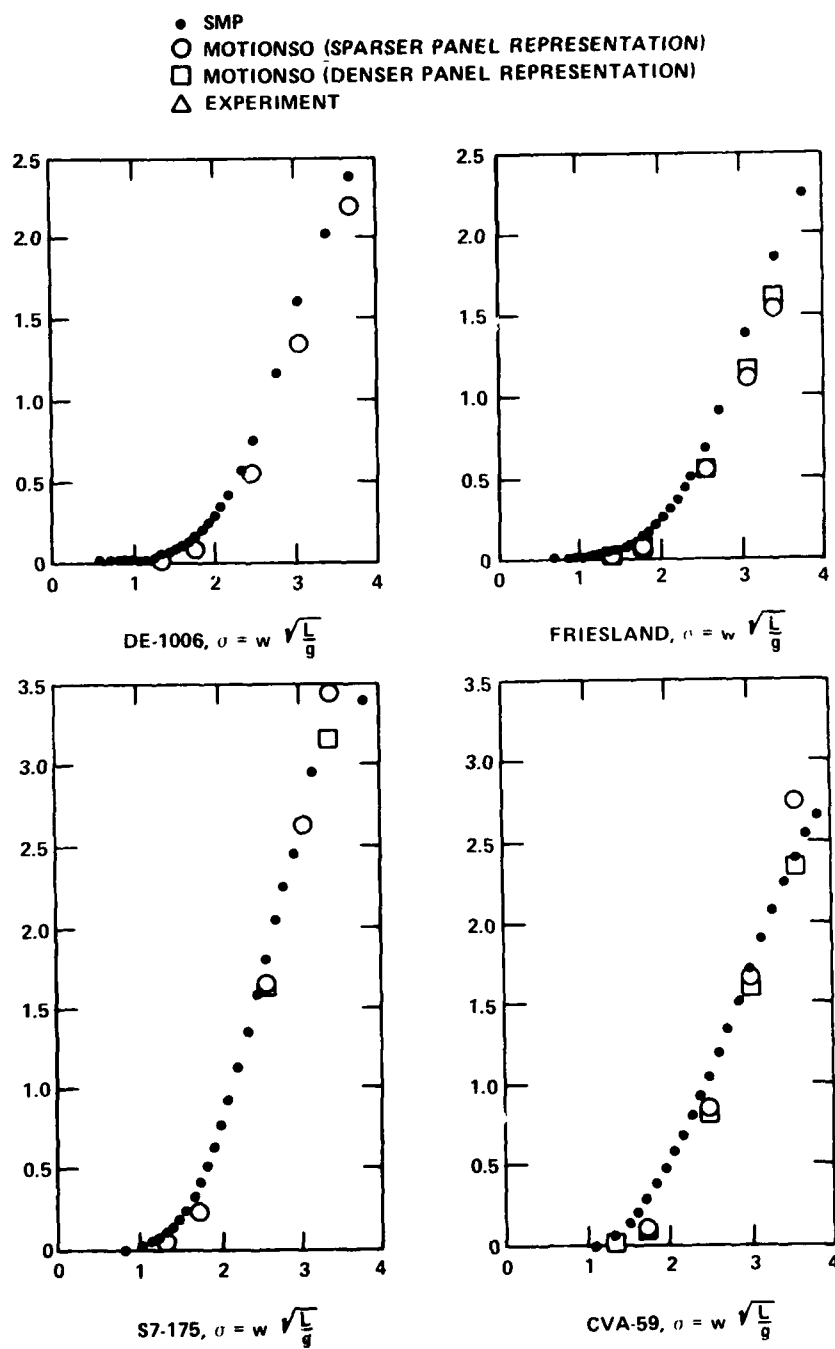 SMP
MOTIONSO (SPARSER PANEL REPRESENTATION)
MOTIONSO (DENSER PANEL REPRESENTATION)
EXPERIMENT
2.5
2.0
1.5
1.0
0.5
0
0 1 2 3 4
DE-1006, σ = w √L/g
2.5
2.0
1.5
1.0
0.5
0
0 1 2 3 4
FRIESLAND, σ = w √L/g
3.5
3.0
2.5
2.0
1.5
1.0
0.5
0
0 1 2 3 4
S7-175, σ = w √L/g
3.5
3.0
2.5
2.0
1.5
1.0
0.5
0
0 1 2 3 4
CVA-59, σ = w √L/g